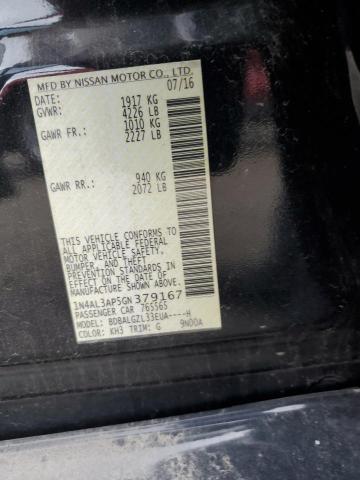 MFD BY NISSAN MOTOR CO., LTD.
DATE: 07/16
GVWR: 1917 KG
4226 LB
GAWR FR.: 1010 KG
2227 LB
GAWR RR.: 940 KG
2072 LB
THIS VEHICLE CONFORMS TO
ALL APPLICABLE FEDERAL
MOTOR VEHICLE SAFETY,
BUMPER, AND THEFT
PREVENTION STANDARDS IN
EFFECT ON THE DATE OF
MANUFACTURE SHOWN ABOVE.
1N4AL3AP5GN379167
PASSENGER CAR 765565
MODEL: BDBALGZL33EUA----H
COLOR: KH3 TRIM: G 9N00A